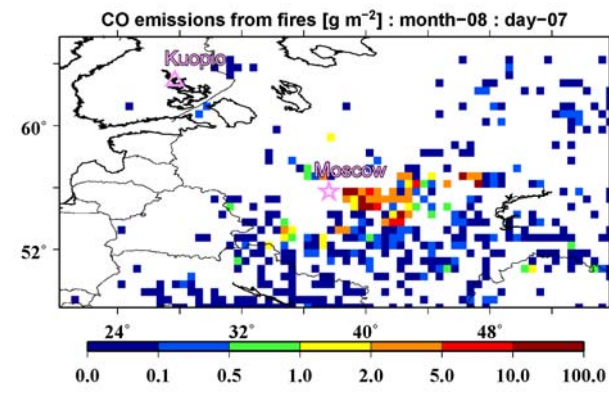 CO emissions from fires [g m⁻²] : month−08 : day−07
Kuopio
60°
Moscow
52°
24° 32° 40° 48°
0.0 0.1 0.5 1.0 2.0 5.0 10.0 100.0